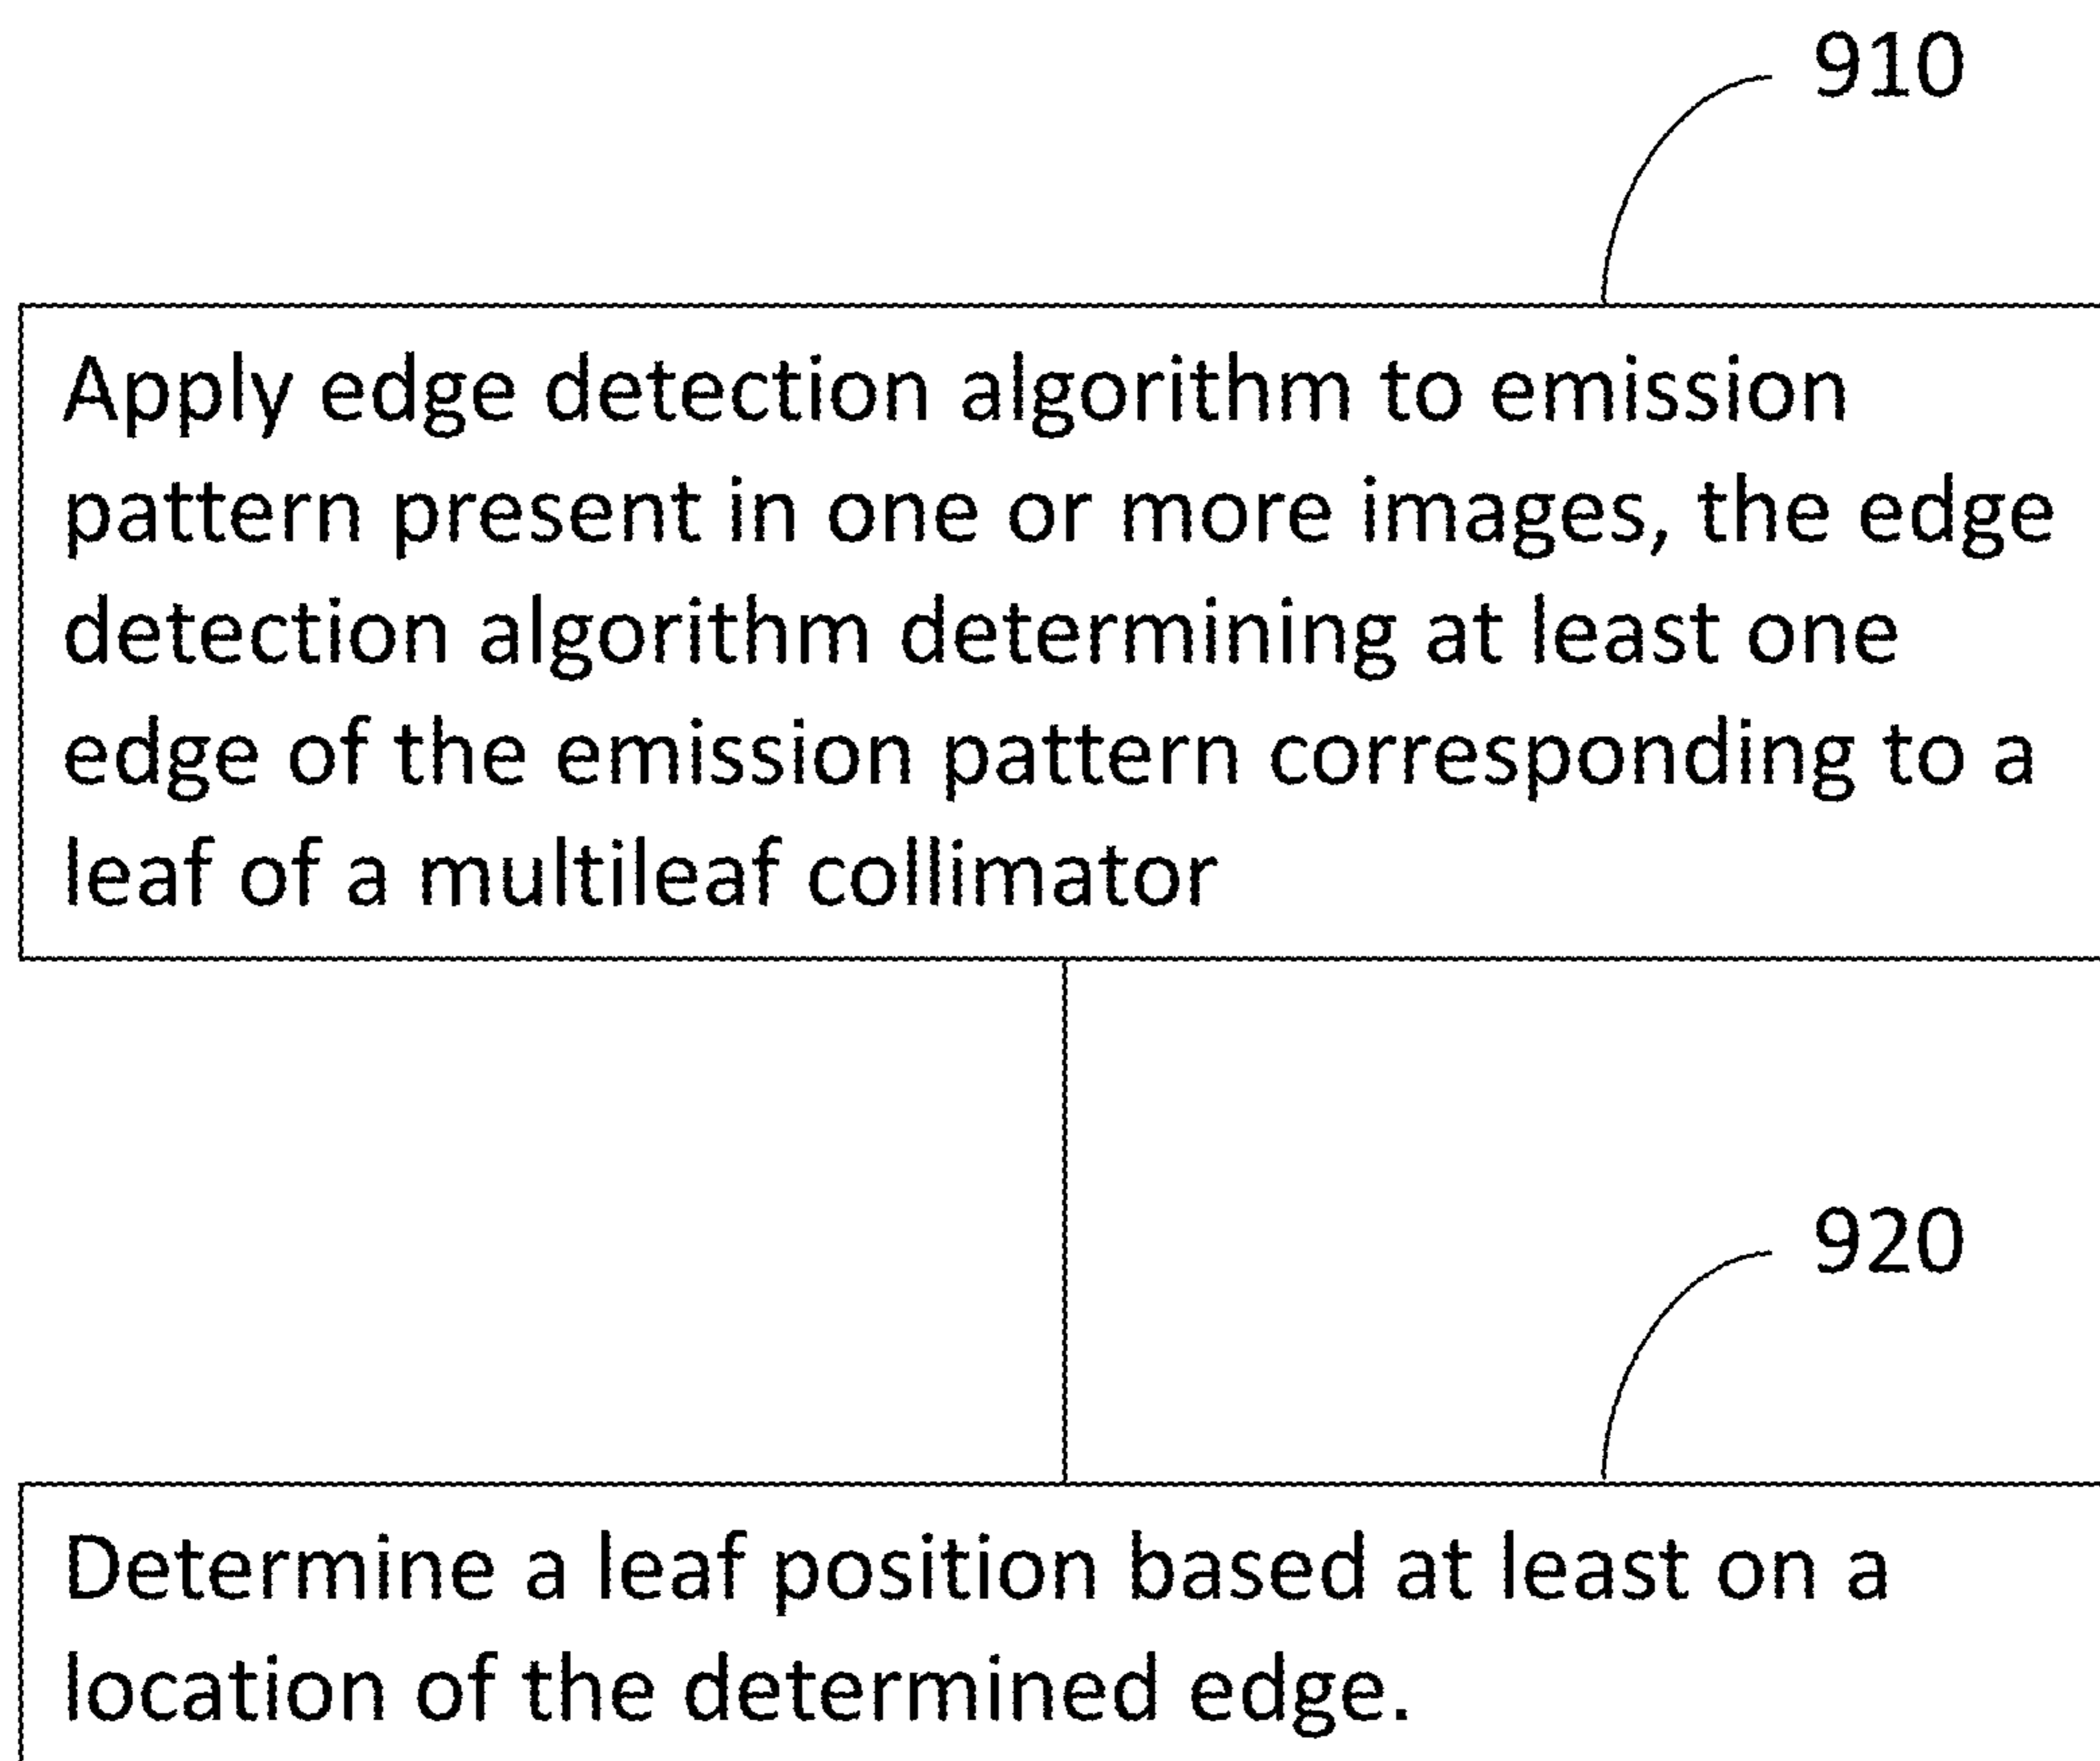 910
Apply edge detection algorithm to emission
pattern present in one or more images, the edge
detection algorithm determining at least one
edge of the emission pattern corresponding to a
leaf of a multileaf collimator
920
Determine a leaf position based at least on a
location of the determined edge.